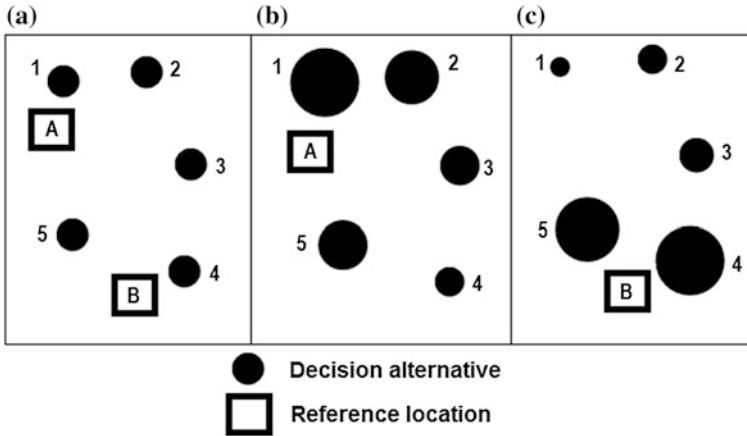 (a) (b) (c)
1 2 1 2 1 2
A A
3 3 3
5 5 5
4 4 4
B B
Decision alternative
Reference location